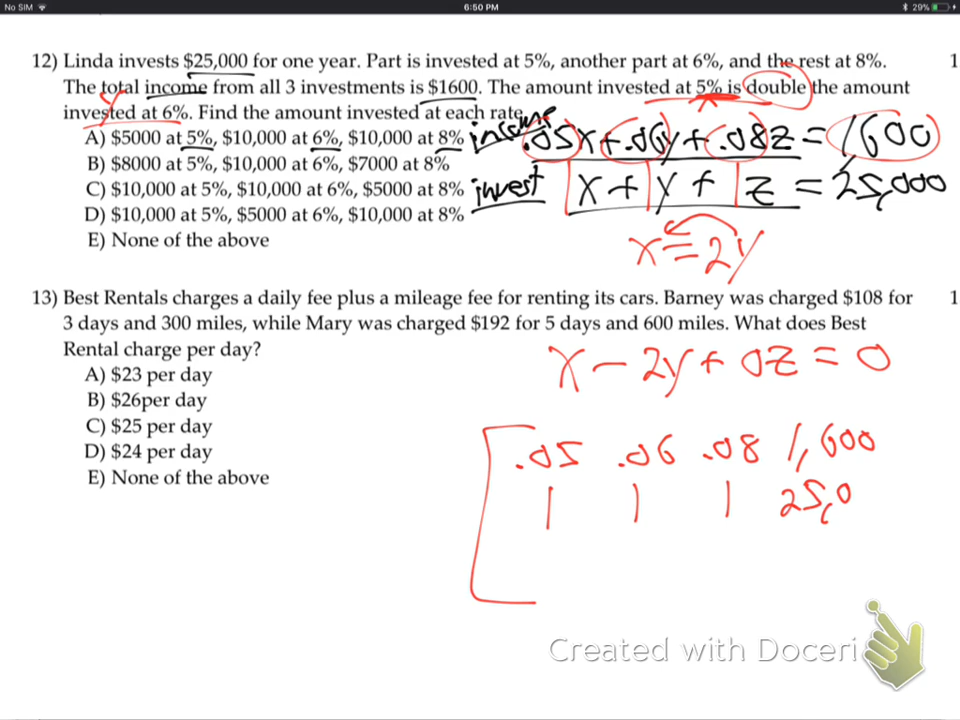 No SIM 6:50 PM 29%
12) Linda invests $25,000 for one year. Part is invested at 5%, another part at 6%, and the rest at 8%.
The total income from all 3 investments is $1600. The amount invested at 5% is double the amount
invested at 6%. Find the amount invested at each rate.
y
A) $5000 at 5%, $10,000 at 6%, $10,000 at 8%
income .05x + .06y + .08z = 1,600
B) $8000 at 5%, $10,000 at 6%, $7000 at 8%
C) $10,000 at 5%, $10,000 at 6%, $5000 at 8%
invest x + y + z = 25,000
D) $10,000 at 5%, $5000 at 6%, $10,000 at 8%
E) None of the above
x = 2y
13) Best Rentals charges a daily fee plus a mileage fee for renting its cars. Barney was charged $108 for
3 days and 300 miles, while Mary was charged $192 for 5 days and 600 miles. What does Best
Rental charge per day?
x - 2y + 0z = 0
A) $23 per day
B) $26per day
C) $25 per day
D) $24 per day
E) None of the above
.05 .06 .08 1,600
1 1 1 25,0
1
1
Created with Doceri